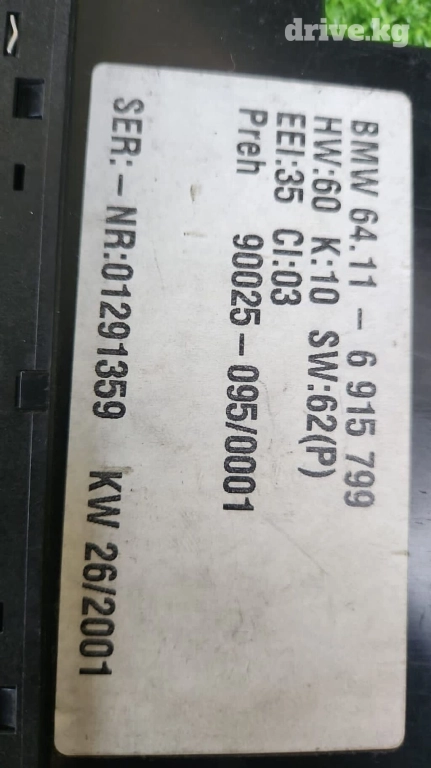 drive.kg
BMW 64.11 – 6 915 799
HW:60 K:10 SW:62(P)
EEI:35 CI:03
Preh 90025–095/0001
SER:– NR:01291359 KW 26/2001